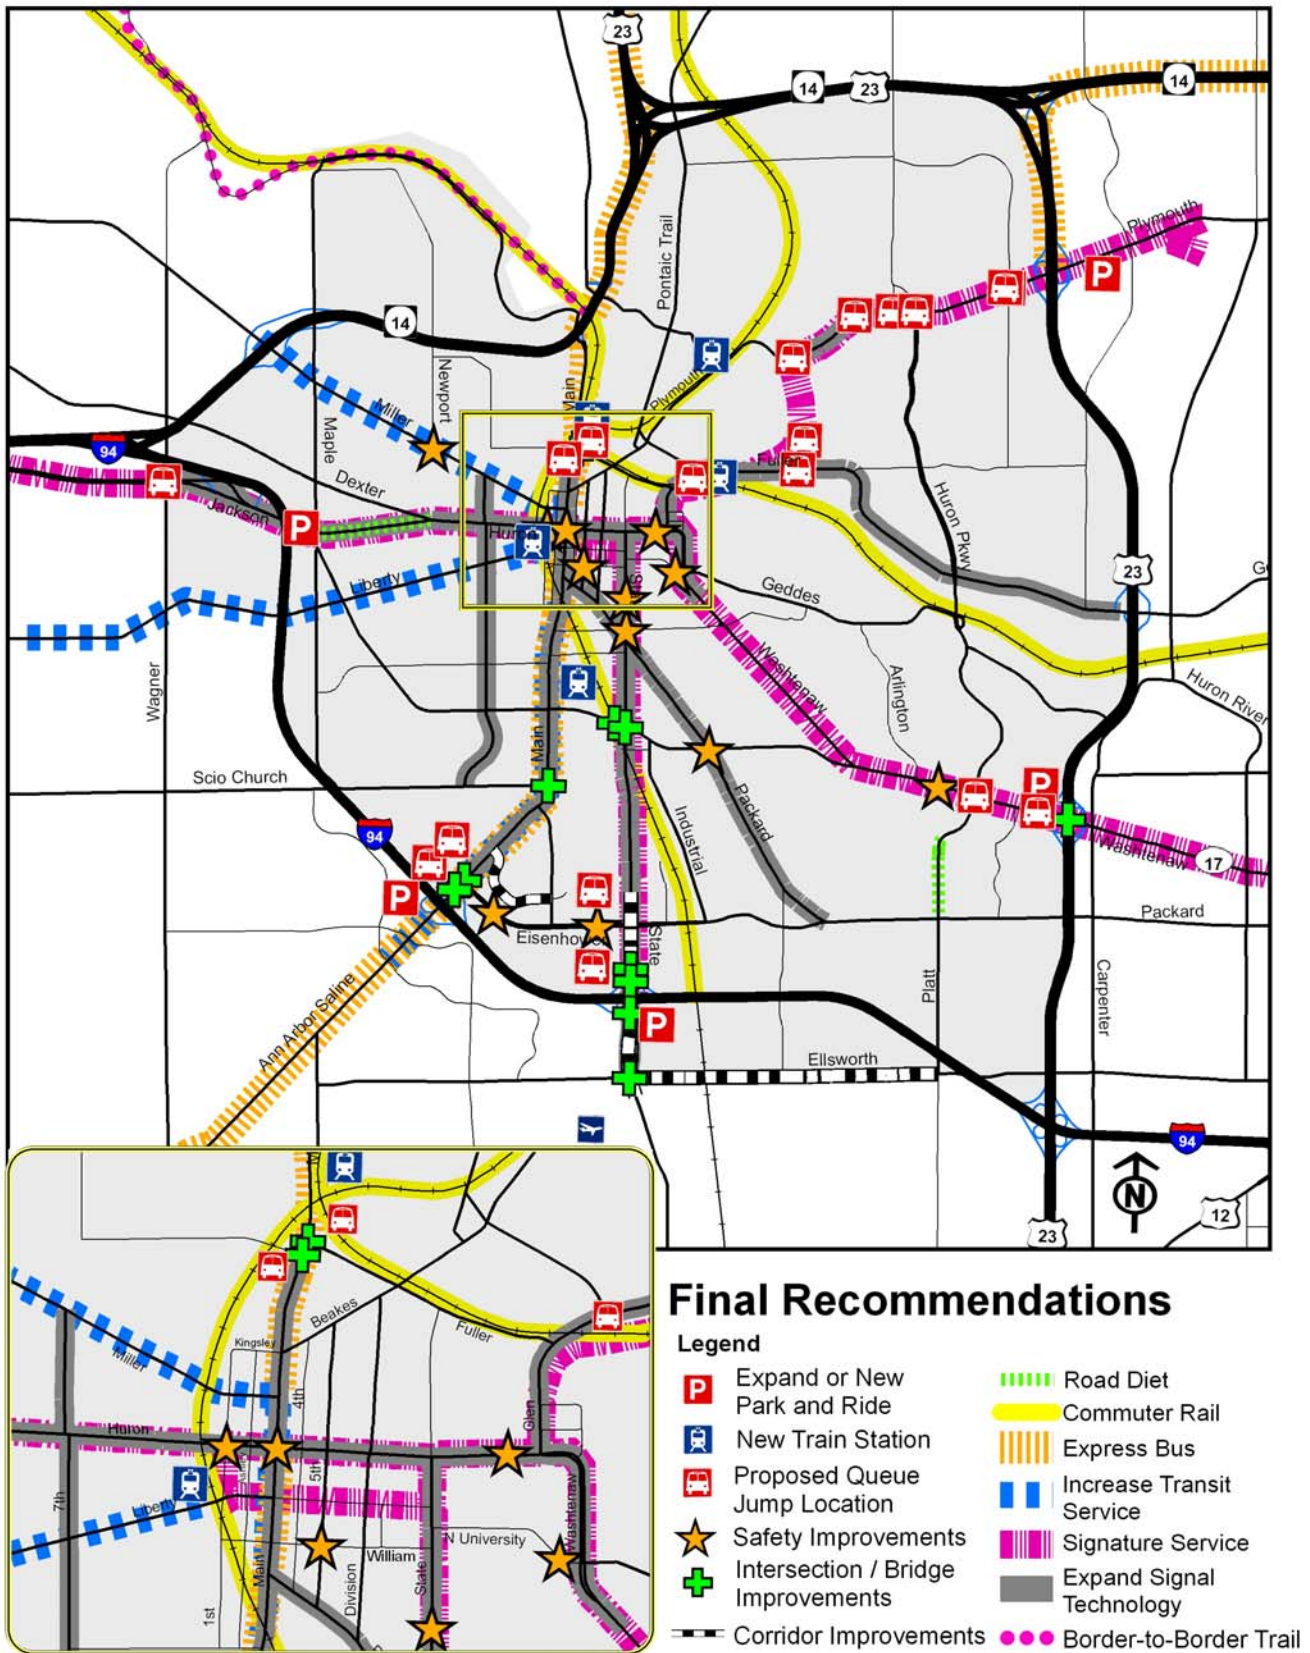 23
14
23
14
Plymouth
Pontaic Trail
P
14
Newport
Main
Plymouth
Miller
Maple
94
Dexter
Fuller
Jackson
P
Huron
Huron Pkwy
Liberty
Geddes
23
Washtenaw
Arlington
Wagner
Huron River
Main
Scio Church
P
Industrial
Packard
94
Washtenaw
17
P
Packard
Eisenhower
State
Platt
Carpenter
Ann Arbor Saline
P
Ellsworth
94
N
12
23
Beakes
Fuller
Kingsley
Miller
4th
Glen
Huron
Ashley
5th
7th
Liberty
Washtenaw
N University
William
Main
State
Division
1st
Final Recommendations
Legend
P
Expand or New
Park and Ride
New Train Station
Proposed Queue
Jump Location
Safety Improvements
Intersection / Bridge
Improvements
Corridor Improvements
Road Diet
Commuter Rail
Express Bus
Increase Transit
Service
Signature Service
Expand Signal
Technology
Border-to-Border Trail